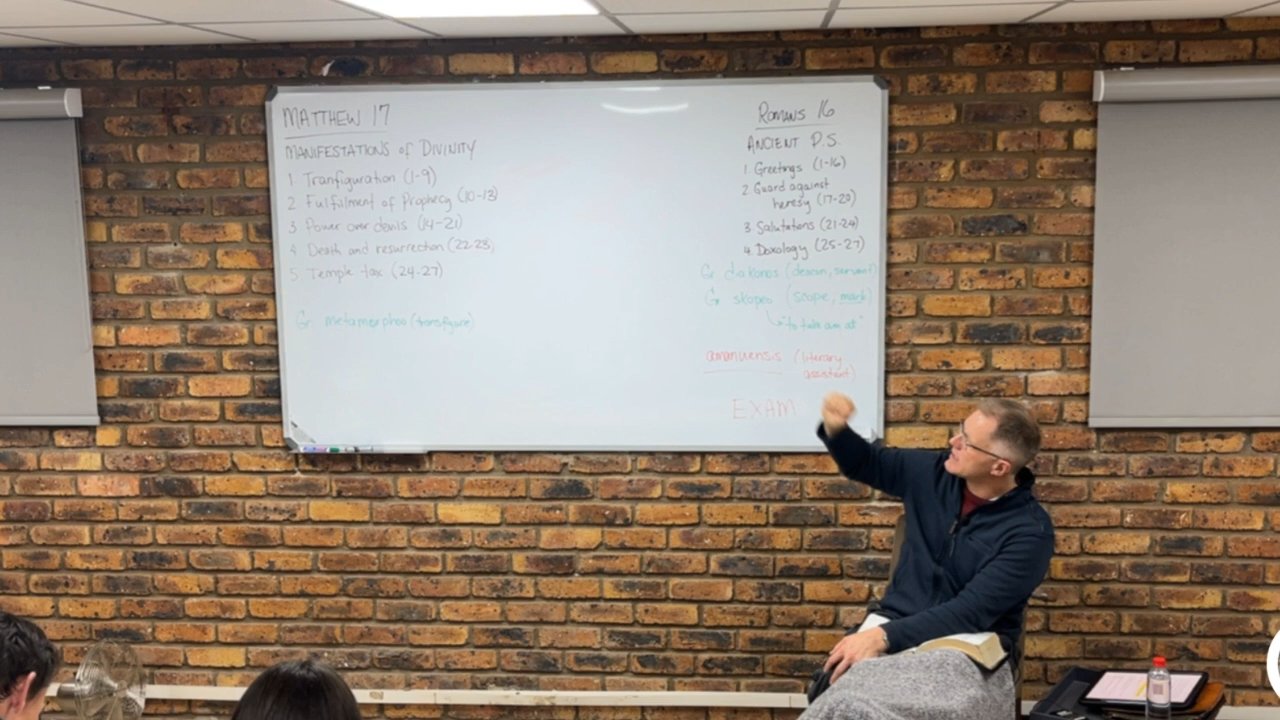 MATTHEW 17
MANIFESTATIONS of DIVINITY
1 Tranfiguration (1-9)
2 Fulfilment of Prophecy (10-13)
3 Power over devils (14-21)
4 Death and resurrection (22-23)
5 Temple tax (24-27)
Gr metamorphos (transfigure)
ROMANS 16
ANCIENT P.S.
1. Greetings (1-16)
2. Guard against
heresy (17-20)
3. Salutations (21-24)
4. Doxology (25-27)
Gr diakonos (deacon, servant)
Gr skopeo (scope, mark)
"to take aim at"
amanuensis (literary
assistant)
EXAM